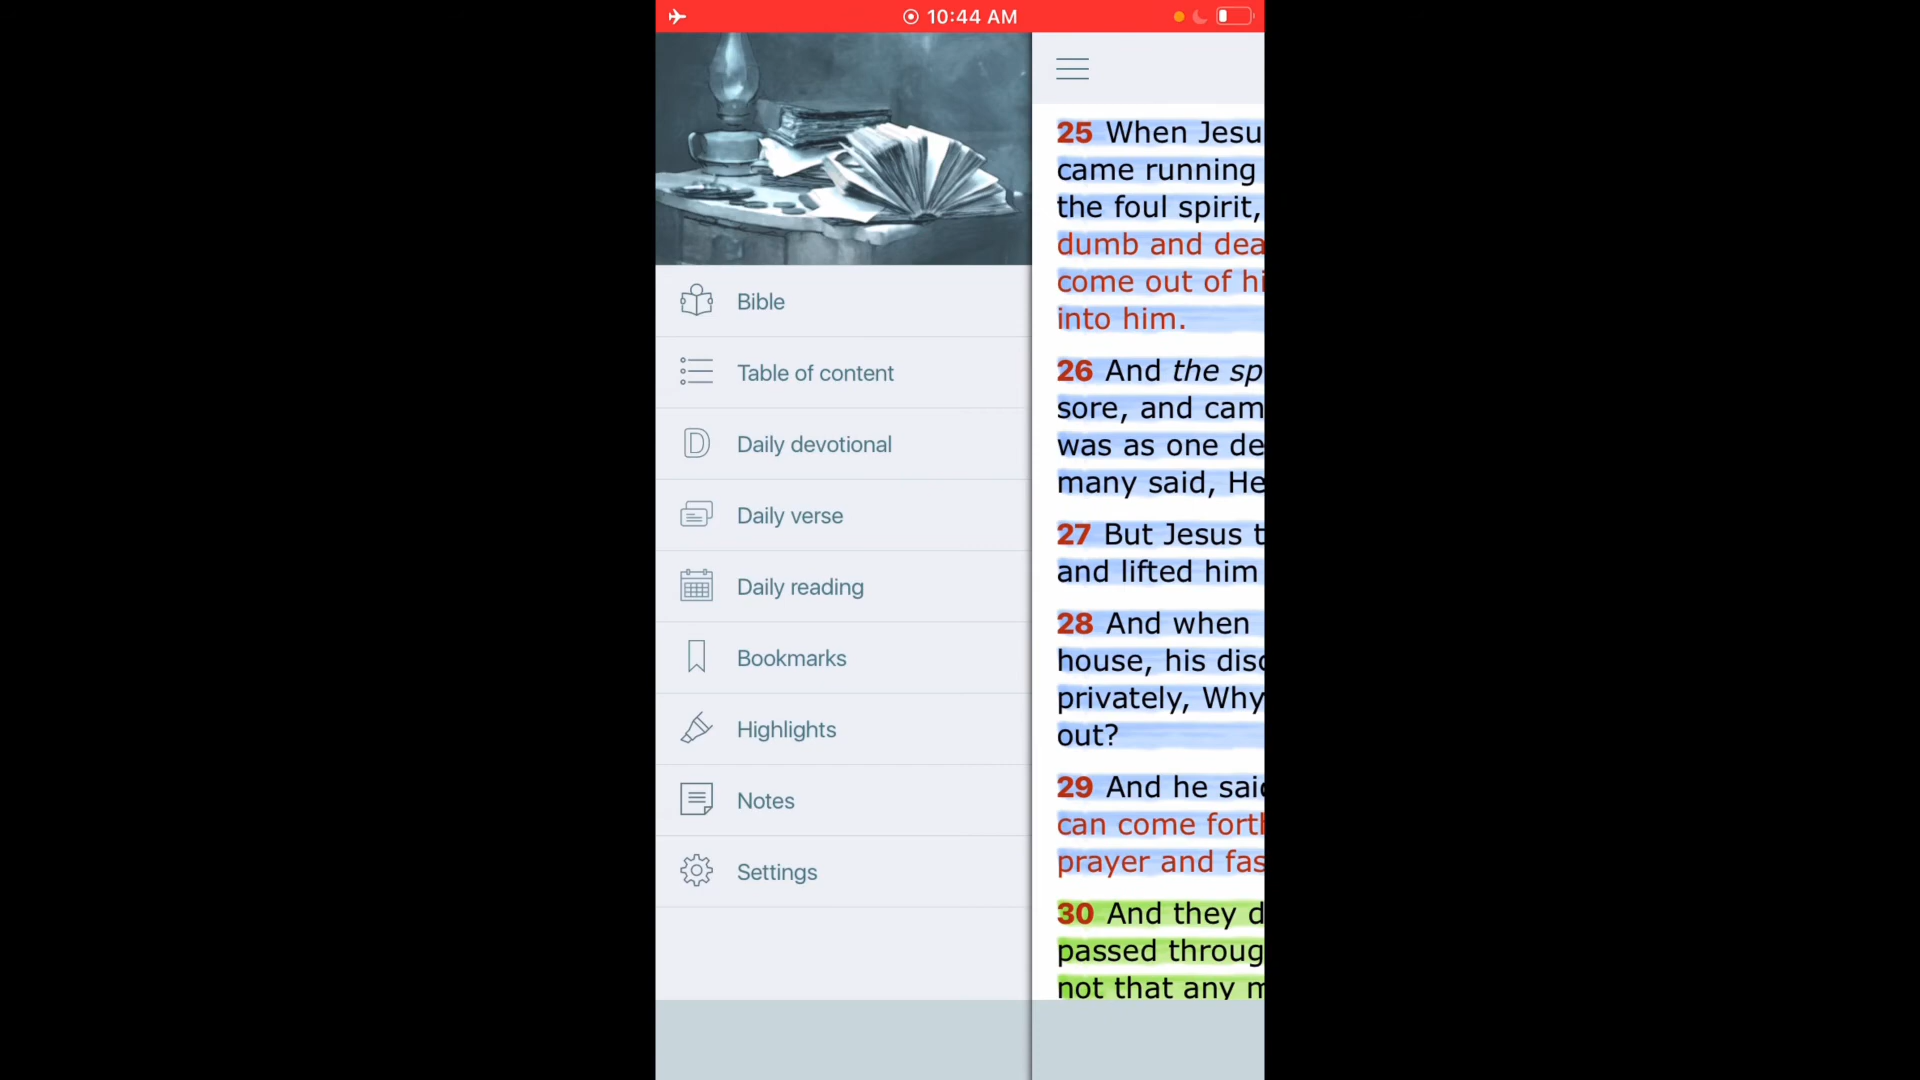 10:44 AM
Bible
Table of content
Daily devotional
Daily verse
Daily reading
Bookmarks
Highlights
Notes
Settings
25 When Jesu
came running
the foul spirit,
dumb and dea
come out of hi
into him.
26 And the sp
sore, and cam
was as one de
many said, He
27 But Jesus t
and lifted him
28 And when
house, his disc
privately, Why
out?
29 And he said
can come forth
prayer and fas
30 And they d
passed throug
not that any m